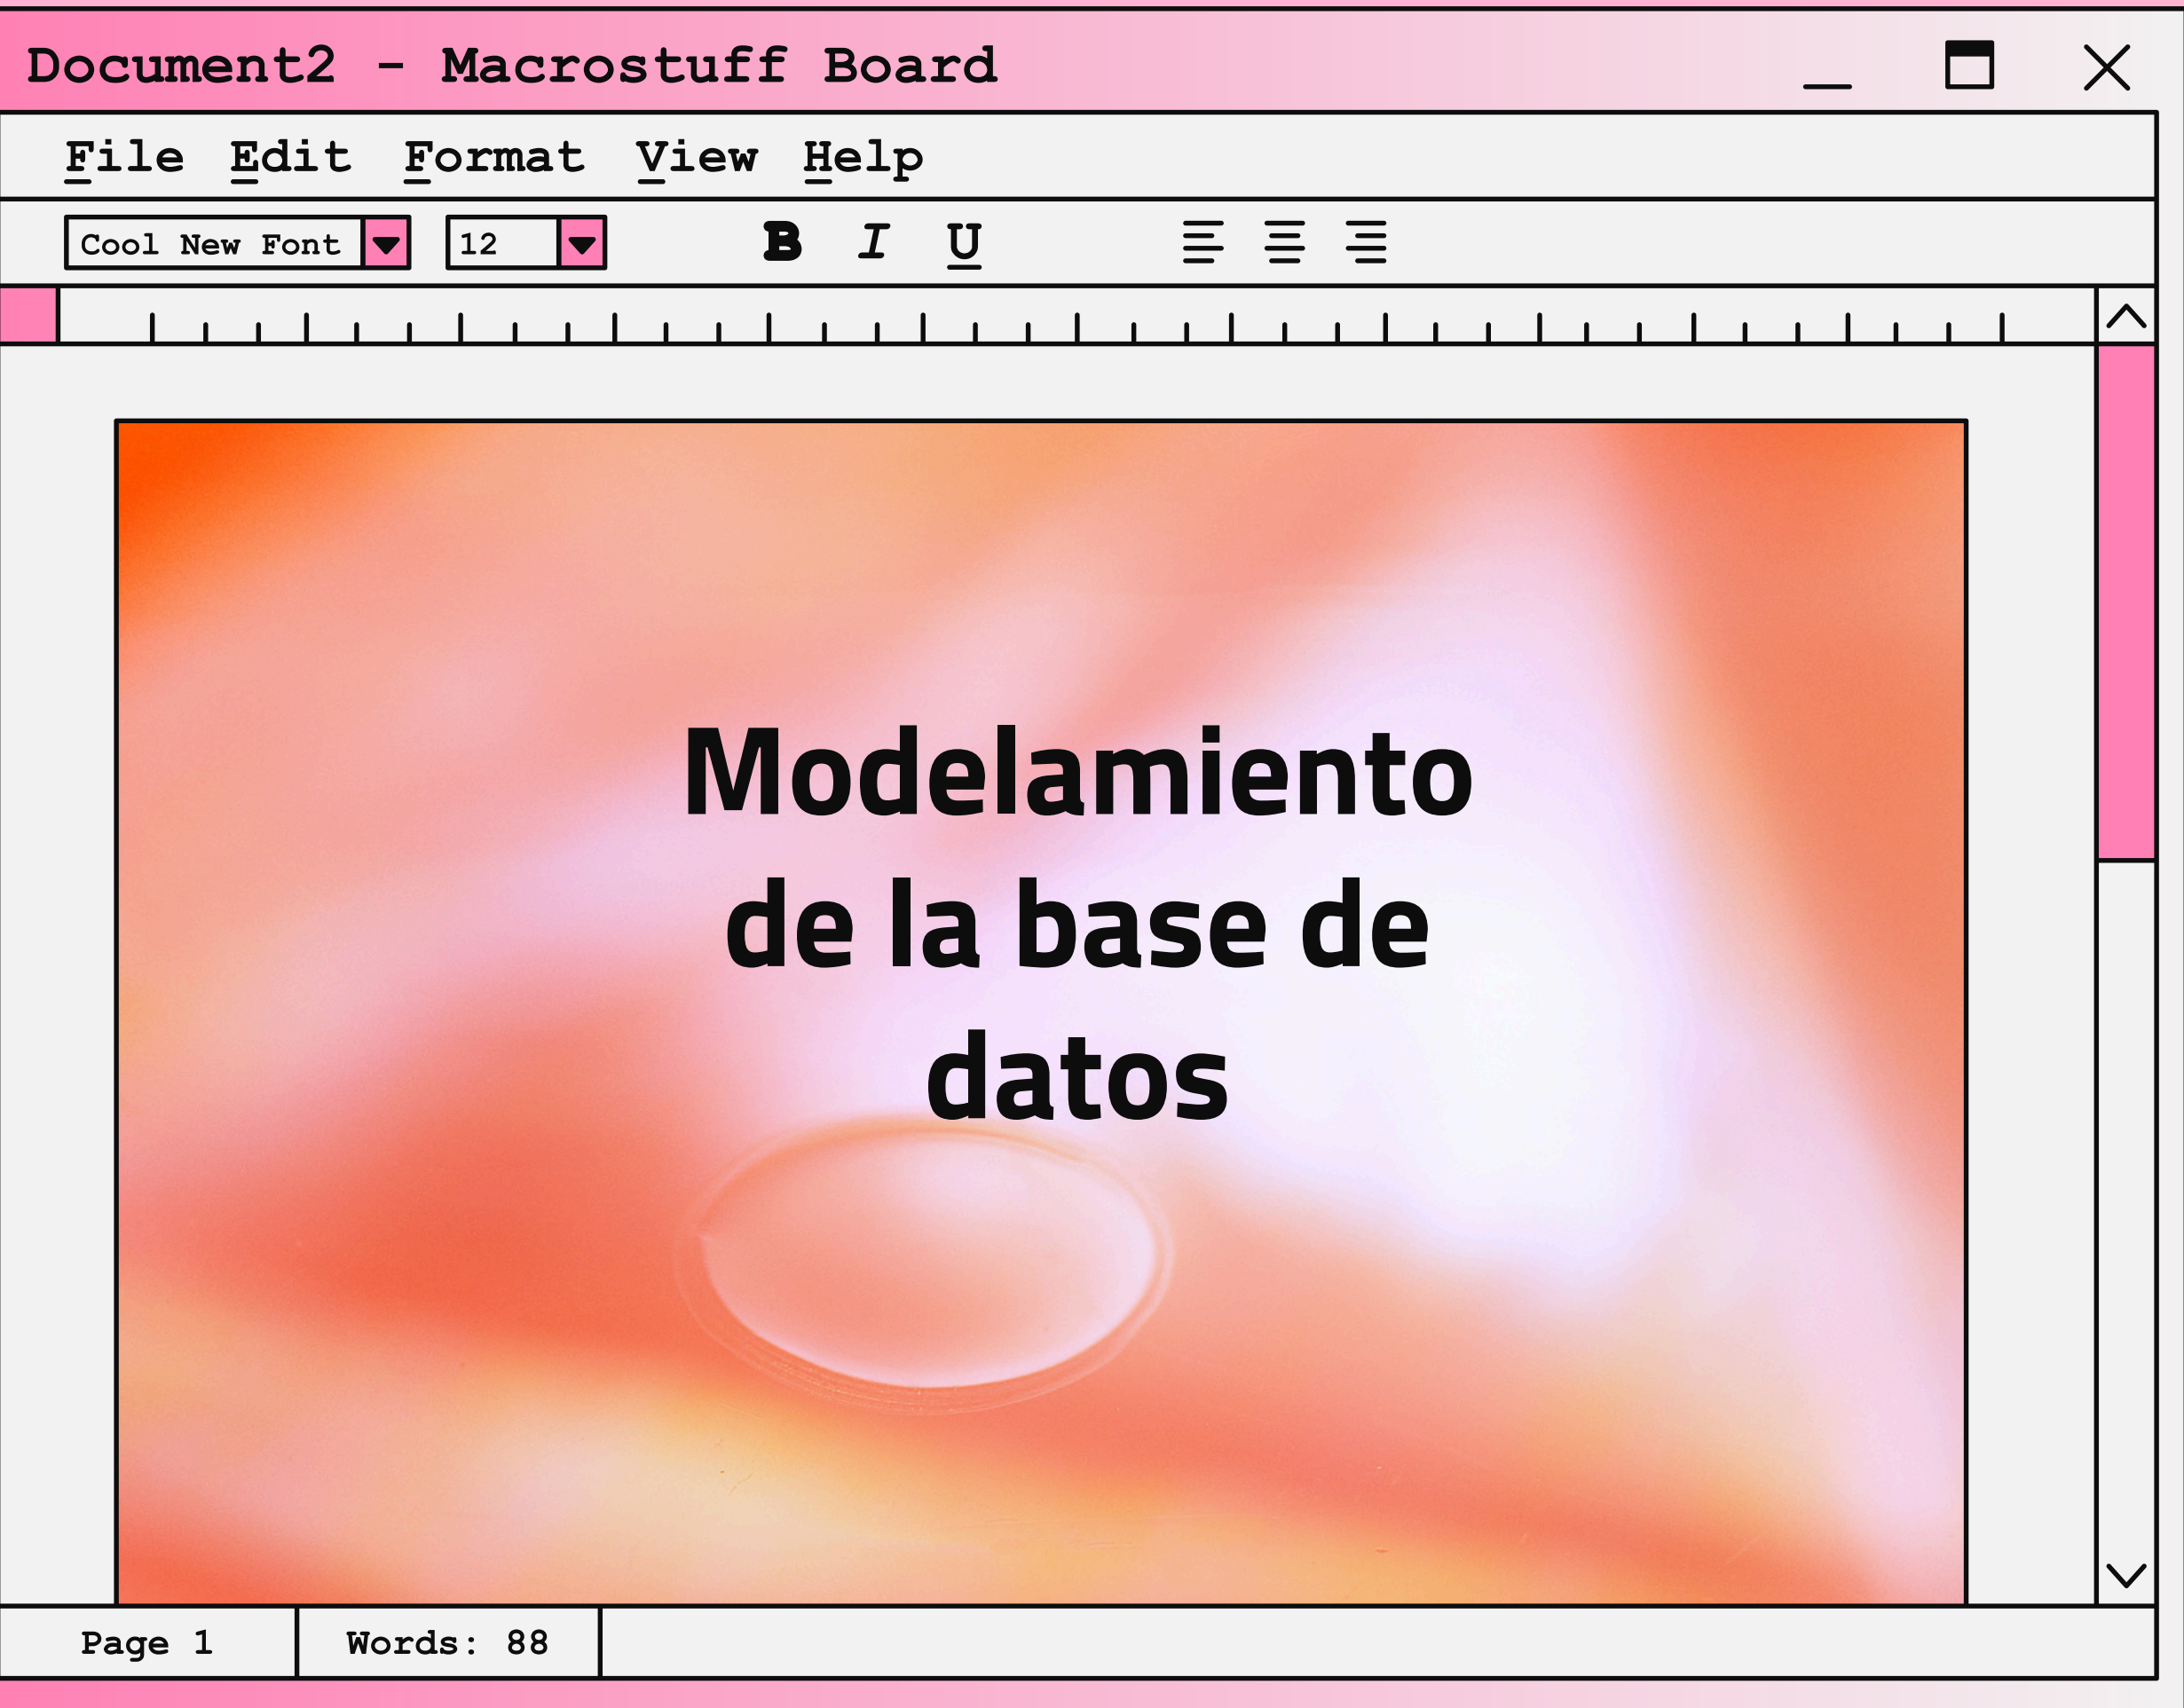 Document2 - Macrostuff Board
File Edit Format View Help
Cool New Font 12 B I U
Modelamiento
de la base de
datos
Page 1 Words: 88